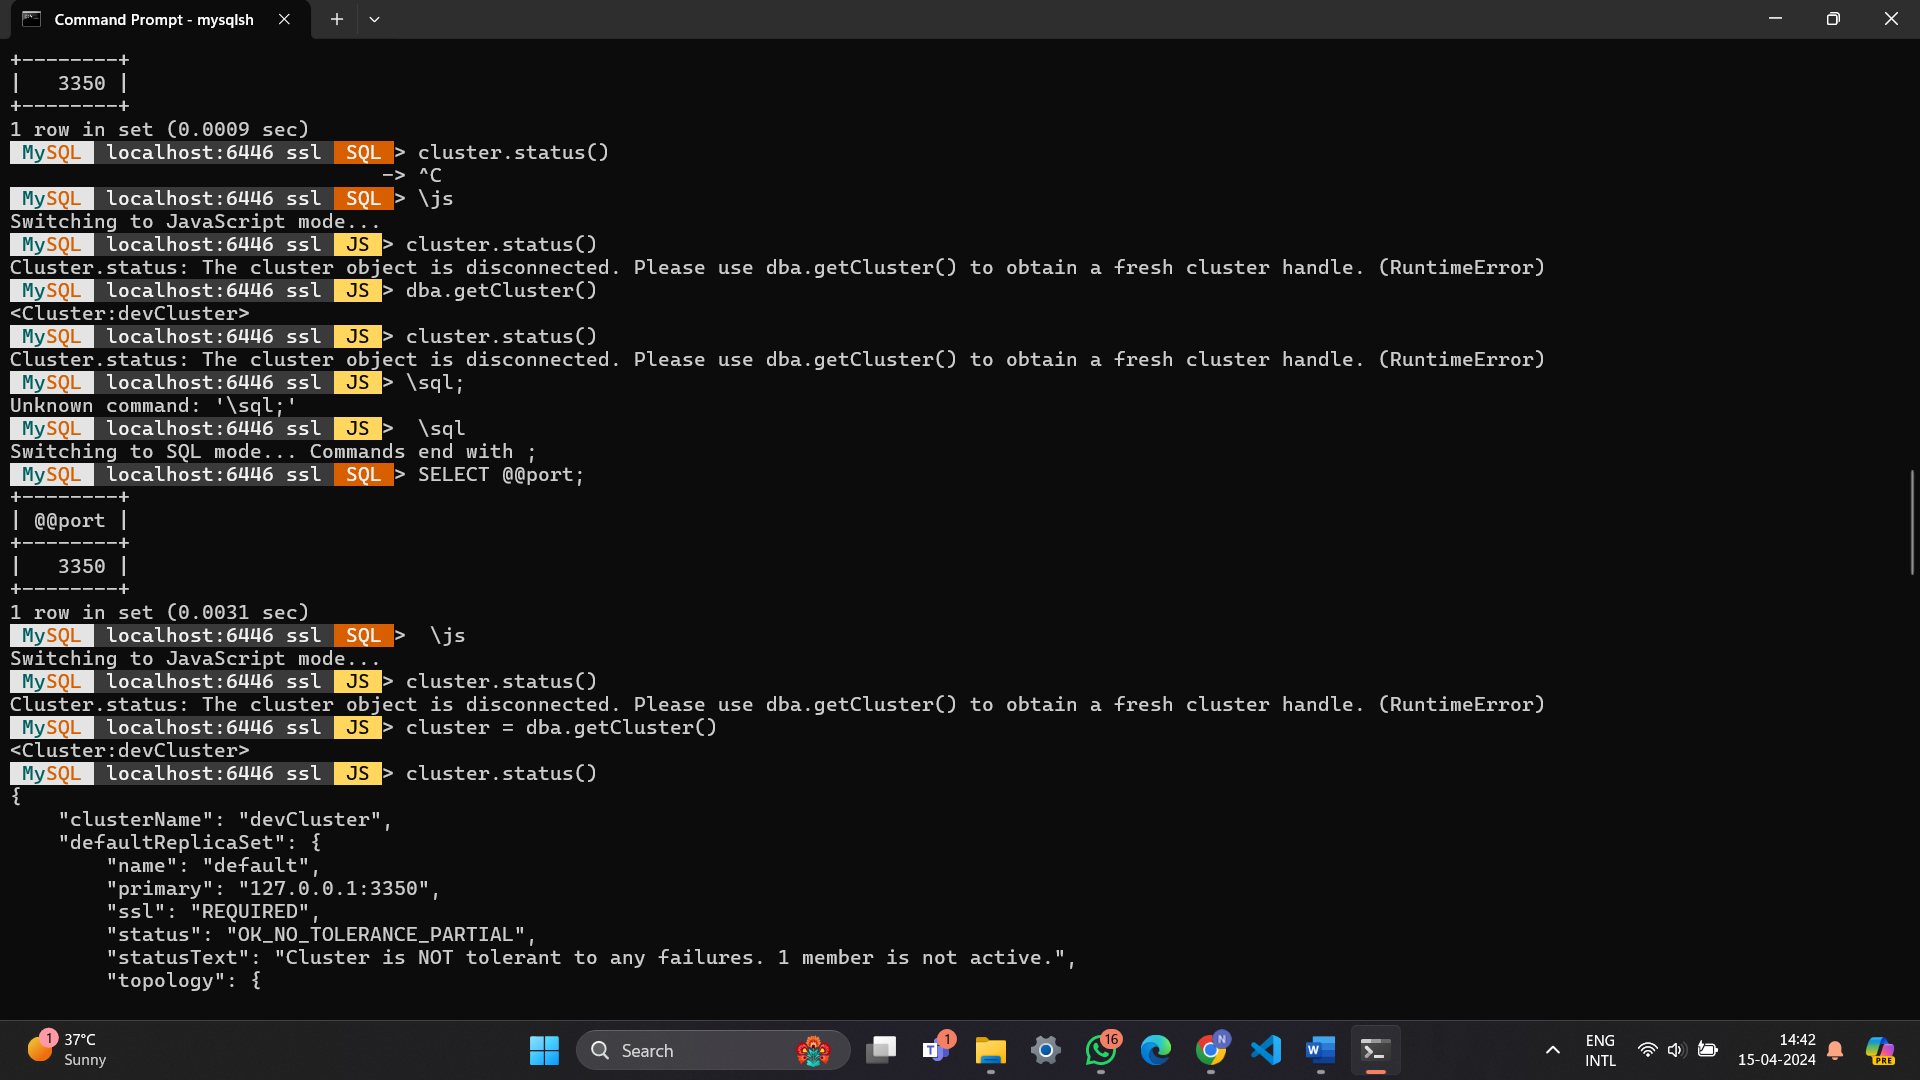 Command Prompt - mysqlsh
+--------+
|   3350 |
+--------+
1 row in set (0.0009 sec)
MySQL localhost:6446 ssl SQL > cluster.status()
-> ^C
MySQL localhost:6446 ssl SQL > \js
Switching to JavaScript mode...
MySQL localhost:6446 ssl JS > cluster.status()
Cluster.status: The cluster object is disconnected. Please use dba.getCluster() to obtain a fresh cluster handle. (RuntimeError)
MySQL localhost:6446 ssl JS > dba.getCluster()
<Cluster:devCluster>
MySQL localhost:6446 ssl JS > cluster.status()
Cluster.status: The cluster object is disconnected. Please use dba.getCluster() to obtain a fresh cluster handle. (RuntimeError)
MySQL localhost:6446 ssl JS > \sql;
Unknown command: '\sql;'
MySQL localhost:6446 ssl JS >  \sql
Switching to SQL mode... Commands end with ;
MySQL localhost:6446 ssl SQL > SELECT @@port;
+--------+
| @@port |
+--------+
|   3350 |
+--------+
1 row in set (0.0031 sec)
MySQL localhost:6446 ssl SQL >  \js
Switching to JavaScript mode...
MySQL localhost:6446 ssl JS > cluster.status()
Cluster.status: The cluster object is disconnected. Please use dba.getCluster() to obtain a fresh cluster handle. (RuntimeError)
MySQL localhost:6446 ssl JS > cluster = dba.getCluster()
<Cluster:devCluster>
MySQL localhost:6446 ssl JS > cluster.status()
{
    "clusterName": "devCluster",
    "defaultReplicaSet": {
        "name": "default",
        "primary": "127.0.0.1:3350",
        "ssl": "REQUIRED",
        "status": "OK_NO_TOLERANCE_PARTIAL",
        "statusText": "Cluster is NOT tolerant to any failures. 1 member is not active.",
        "topology": {
1
37°C
Sunny
Search
T
1
16
N
W
PRE
ENG
INTL
14:42
15-04-2024